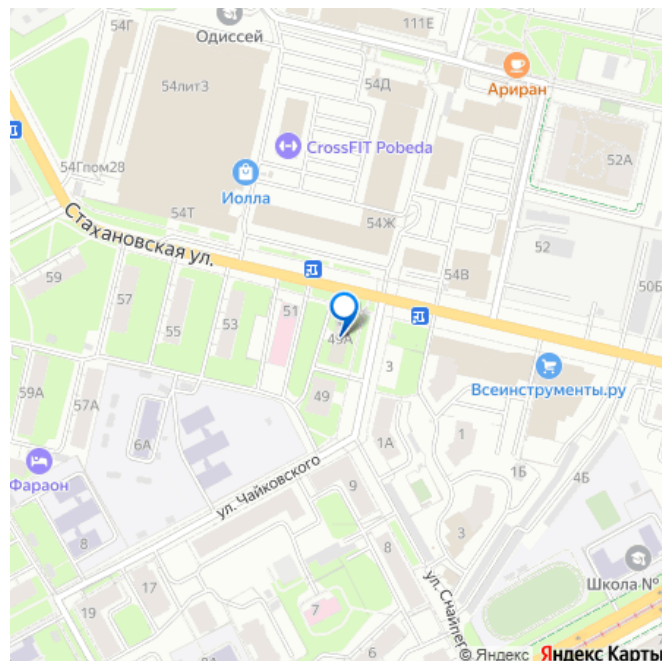 54Г
Одиссей
111Е
54лит3
54Д
Ариран
CrossFIT Pobeda
52А
54Гпом28
Иолла
54Т
54Ж
Стахановская ул.
52
54В
59
50Б
57
51
55
53
49А
3
Всеинструменты.ру
59А
57А
49
6А
1А
1
1Б
4Б
Фараон
ул. Чайковского
9
8
3
8
17
ул. Снайпе
Школа №
7
19
© Яндекс Яндекс Карты